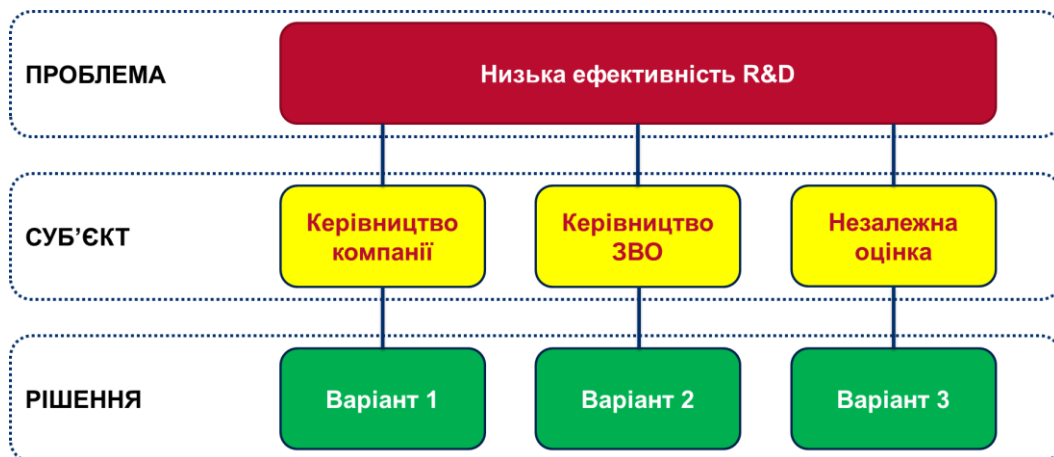 ПРОБЛЕМА
Низька ефективність R&D
СУБ’ЄКТ
Керівництво
компанії
Керівництво
ЗВО
Незалежна
оцінка
РІШЕННЯ
Варіант 1
Варіант 2
Варіант 3